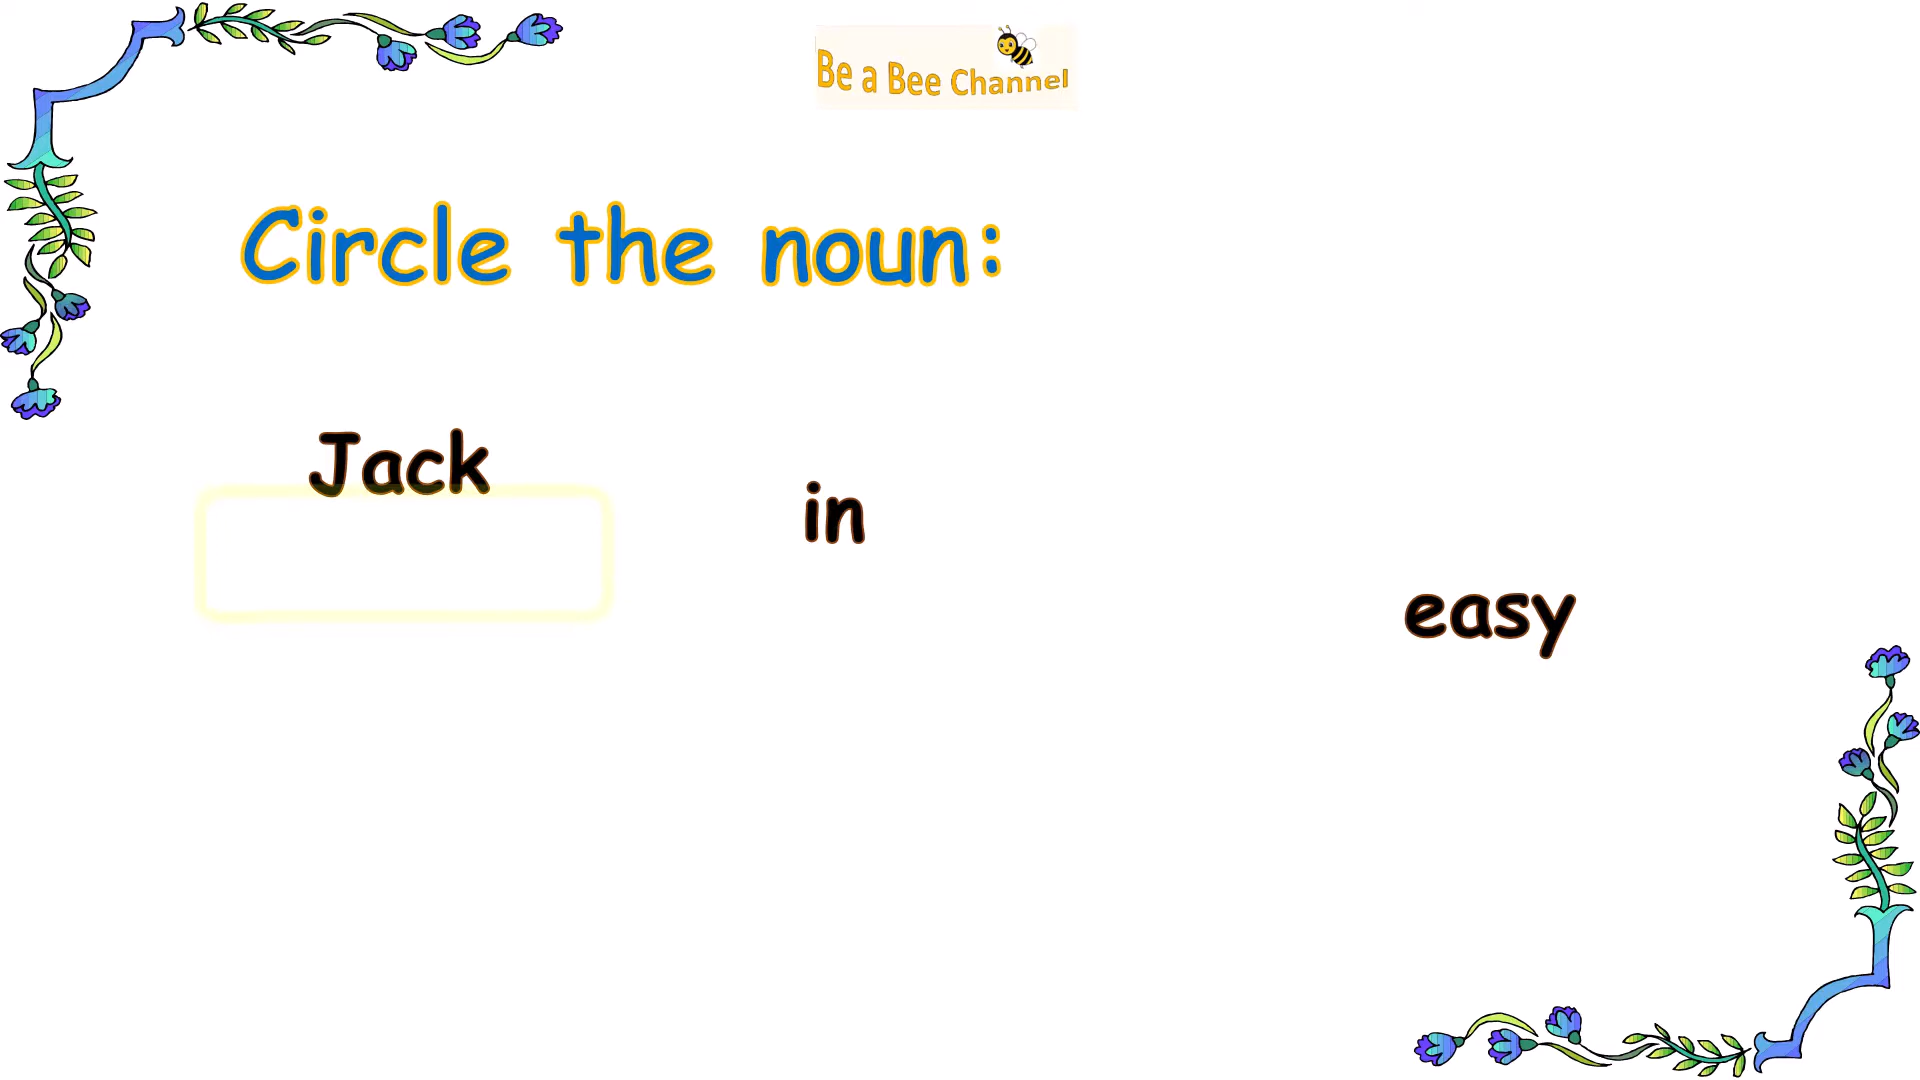 Be a Bee Channel
Circle the noun:
Jack
in
easy